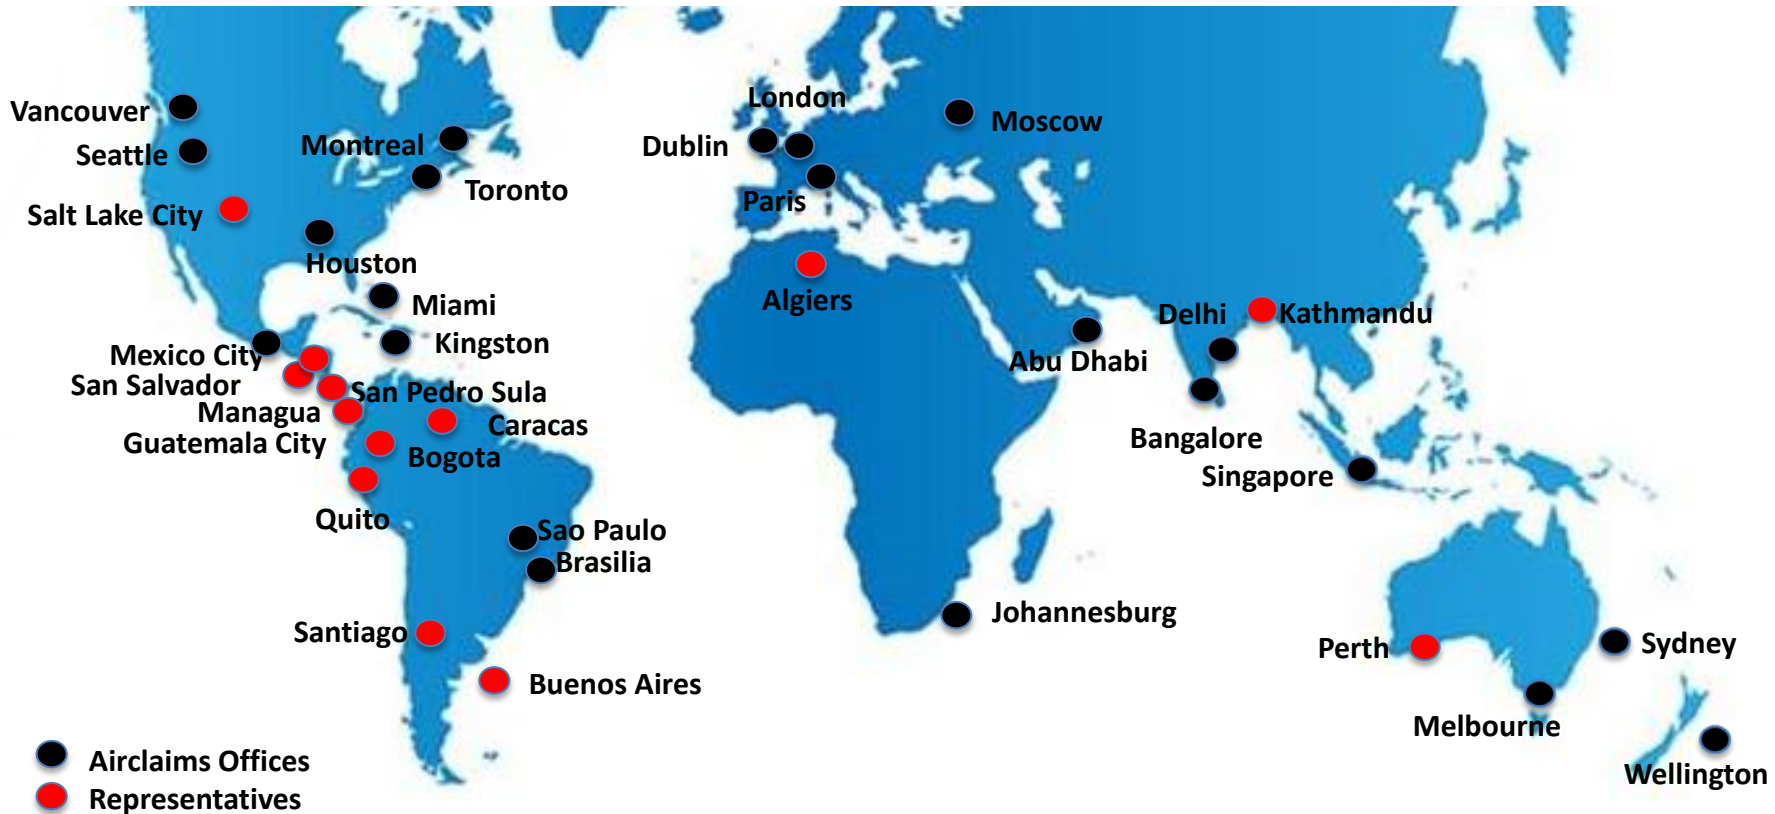 London
Vancouver
Moscow
Montreal
Dublin
Seattle
Toronto
Paris
Salt Lake City
Houston
Algiers
Miami
Delhi
Kathmandu
Kingston
Mexico City
Abu Dhabi
San Salvador
San Pedro Sula
Managua
Caracas
Guatemala City
Bangalore
Bogota
Singapore
Quito
Sao Paulo
Brasilia
Johannesburg
Santiago
Sydney
Perth
Buenos Aires
Melbourne
Airclaims Offices
Wellington
Representatives